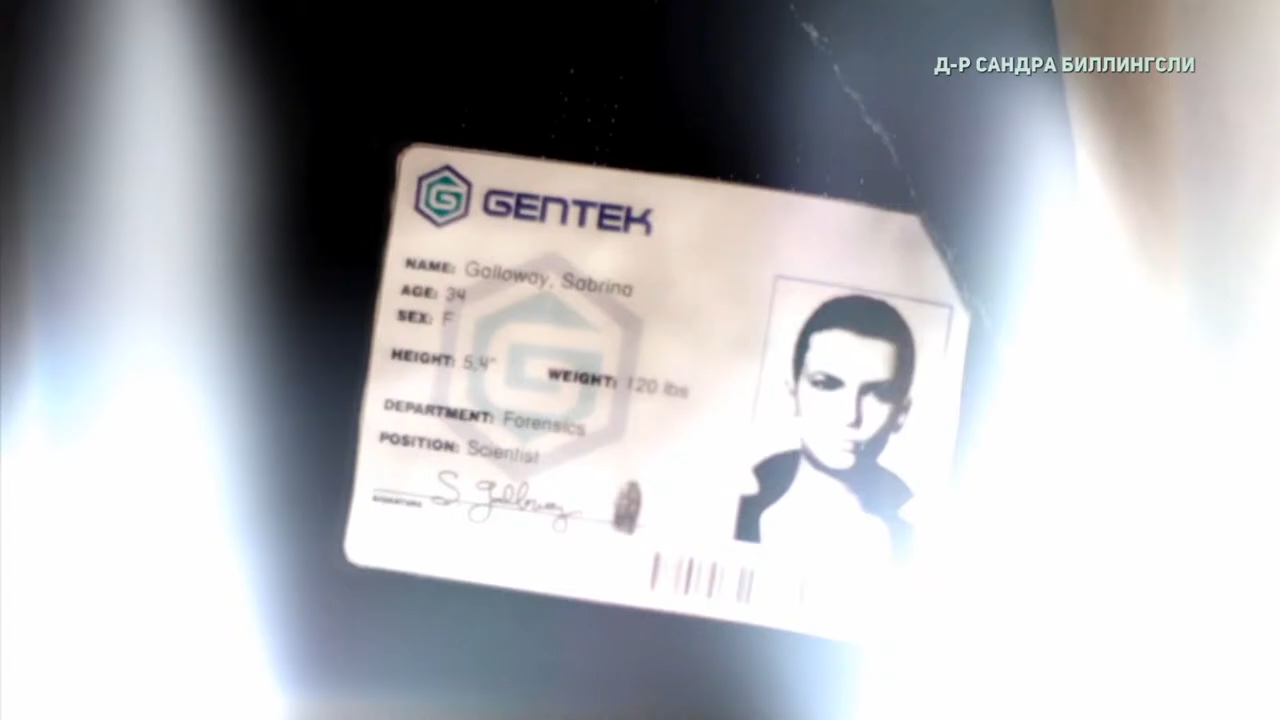 Д-Р САНДРА БИЛЛИНГСЛИ
GENTEK
NAME: Galloway, Sabrina
AGE: 34
SEX: F
HEIGHT: 5,4" WEIGHT: 120 lbs
DEPARTMENT: Forensics
POSITION: Scientist
S. Galloway
SIGNATURE